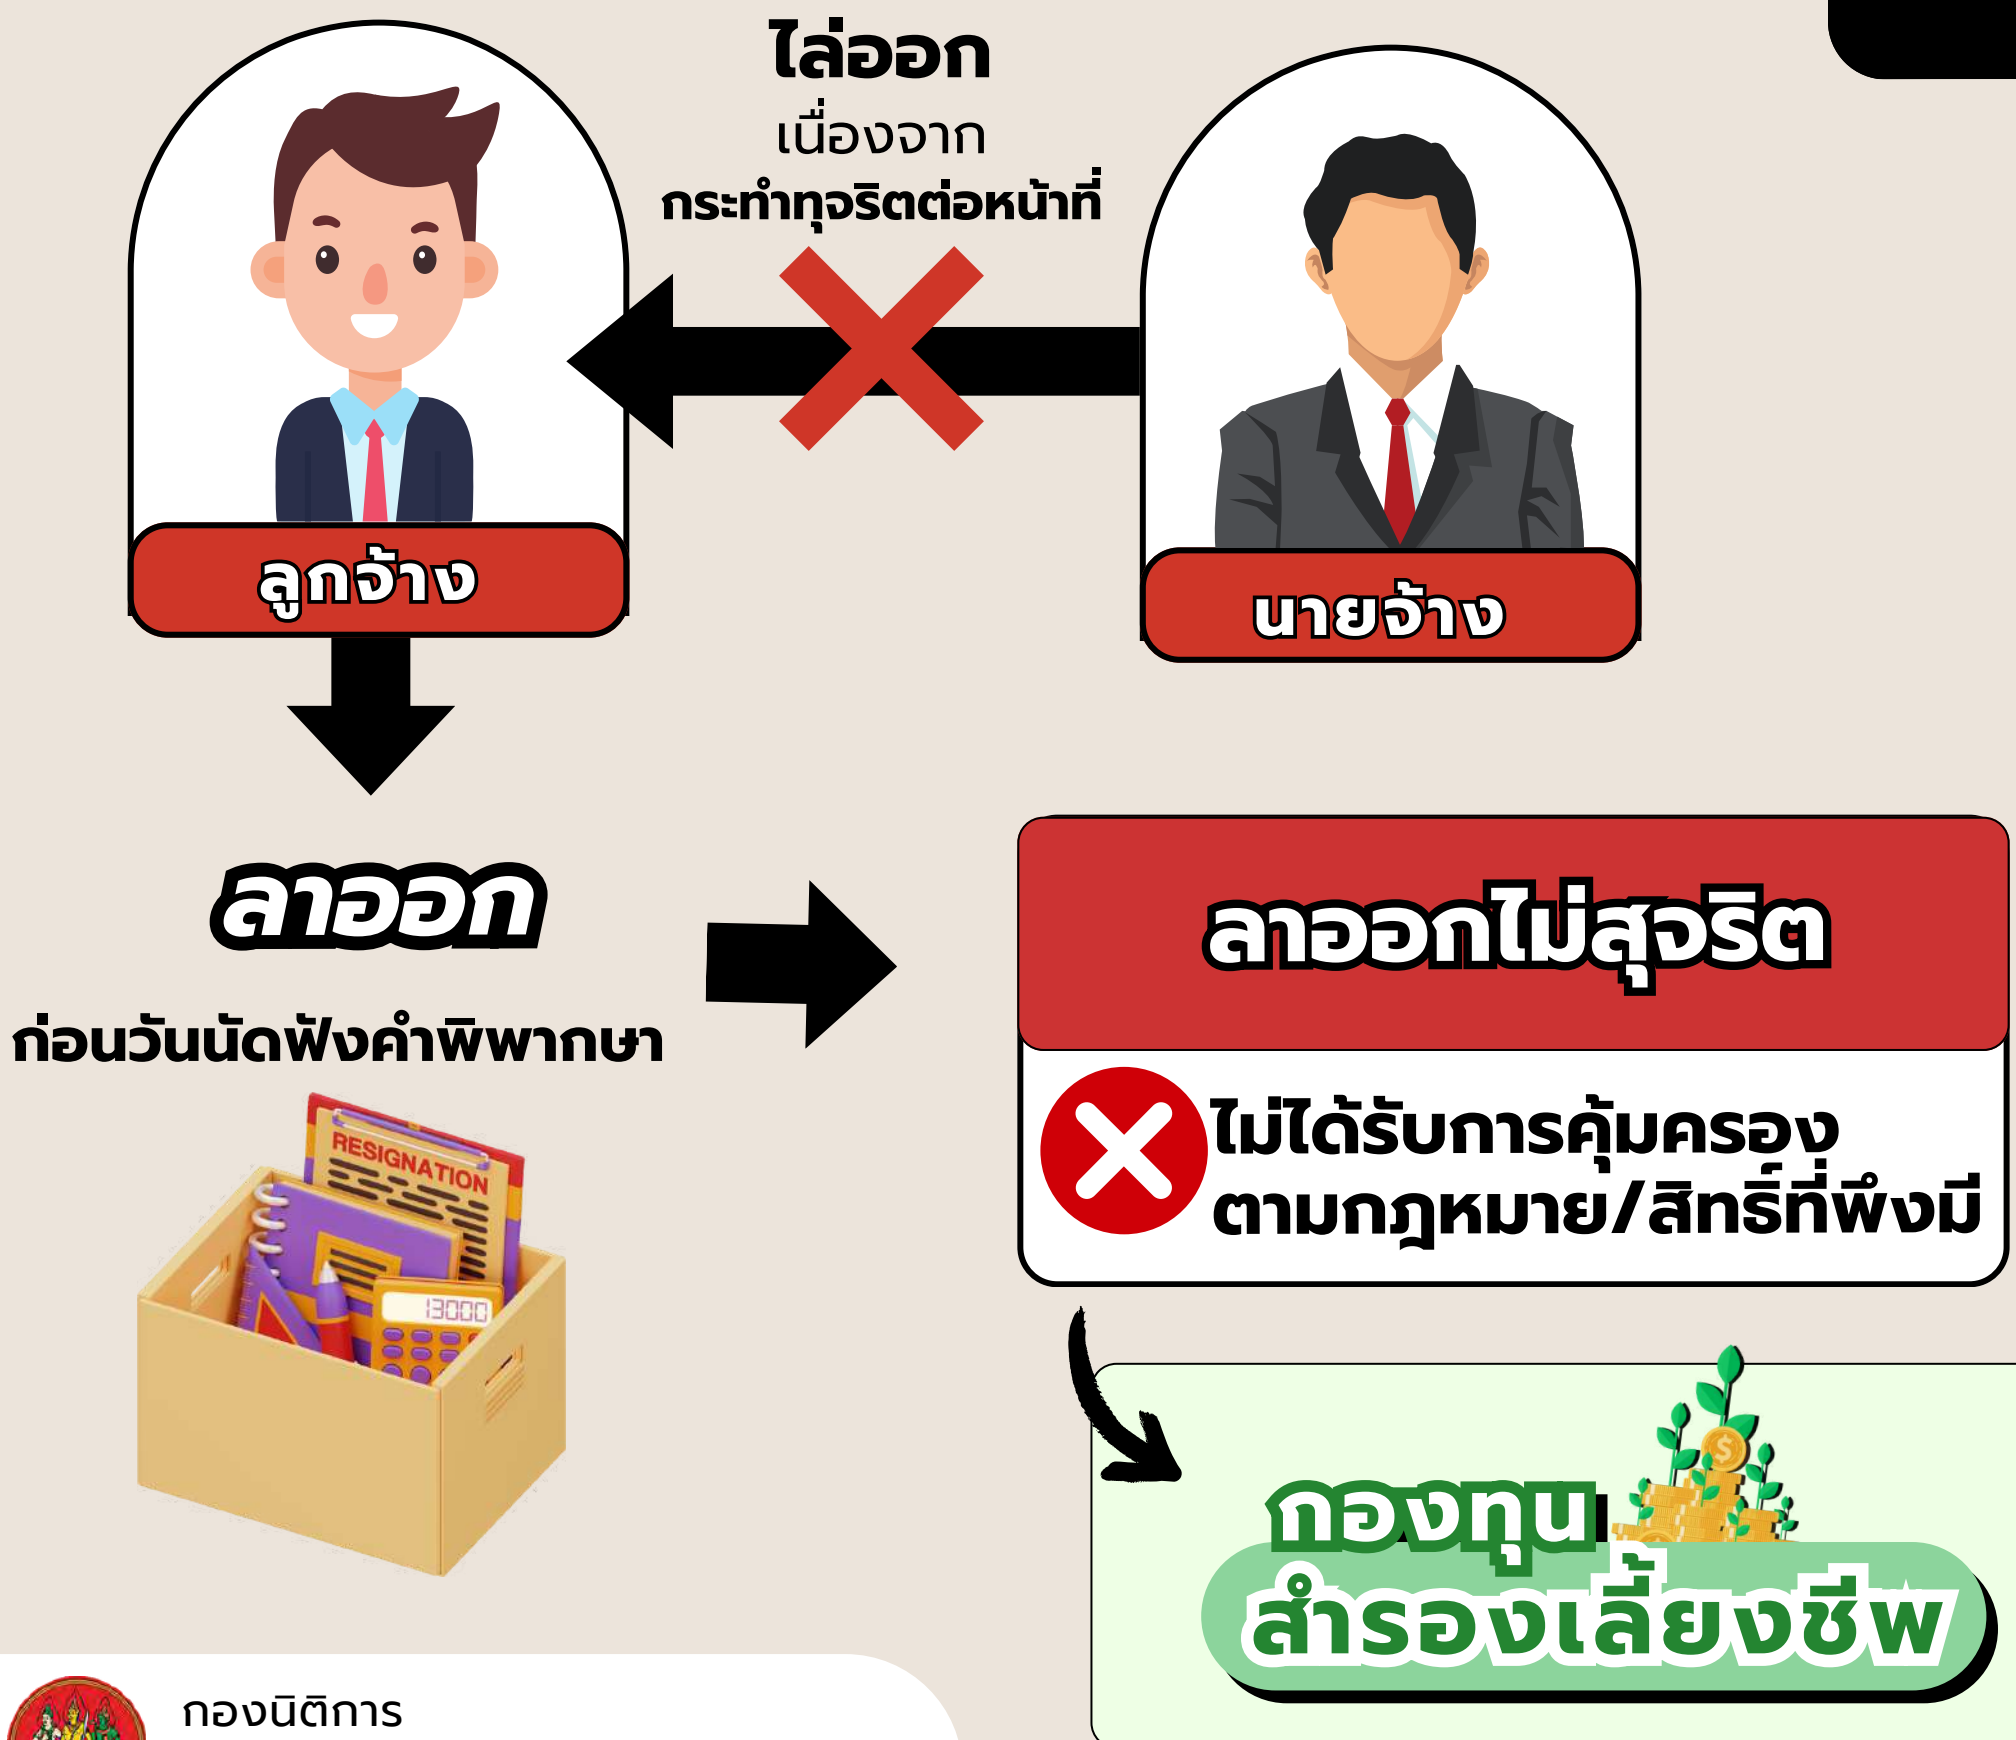 ไล่ออก
เนื่องจาก
กระทำทุจริตต่อหน้าที่
ลูกจ้าง
นายจ้าง
ลาออก
ก่อนวันนัดฟังคำพิพากษา
RESIGNATION
13000
ลาออกไม่สุจริต
ไม่ได้รับการคุ้มครอง
ตามกฎหมาย/สิทธิ์ที่พึงมี
กองทุน
สำรองเลี้ยงชีพ
กองนิติการ